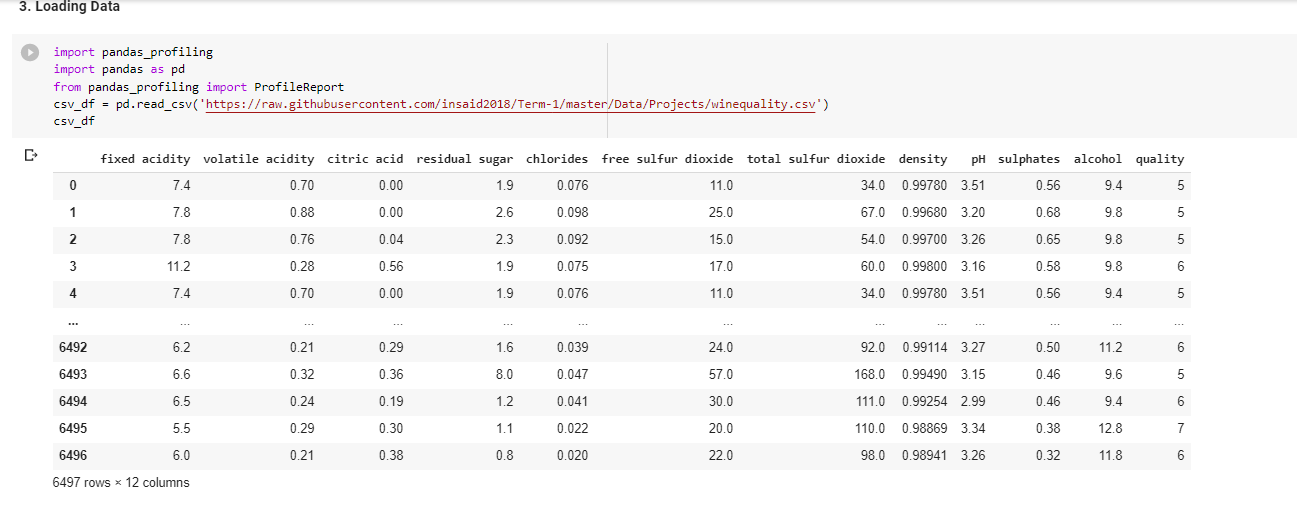 3. Loading Data
import pandas_profiling
import pandas as pd
from pandas_profiling import ProfileReport
csv_df = pd.read_csv('https://raw.githubusercontent.com/insaid2018/Term-1/master/Data/Projects/winequality.csv')
csv_df
fixed acidity volatile acidity citric acid residual sugar chlorides free sulfur dioxide total sulfur dioxide density pH sulphates alcohol quality
0 7.4 0.70 0.00 1.9 0.076 11.0 34.0 0.99780 3.51 0.56 9.4 5
1 7.8 0.88 0.00 2.6 0.098 25.0 67.0 0.99680 3.20 0.68 9.8 5
2 7.8 0.76 0.04 2.3 0.092 15.0 54.0 0.99700 3.26 0.65 9.8 5
3 11.2 0.28 0.56 1.9 0.075 17.0 60.0 0.99800 3.16 0.58 9.8 6
4 7.4 0.70 0.00 1.9 0.076 11.0 34.0 0.99780 3.51 0.56 9.4 5
... ... ... ... ... ... ... ... ... ... ... ... ...
6492 6.2 0.21 0.29 1.6 0.039 24.0 92.0 0.99114 3.27 0.50 11.2 6
6493 6.6 0.32 0.36 8.0 0.047 57.0 168.0 0.99490 3.15 0.46 9.6 5
6494 6.5 0.24 0.19 1.2 0.041 30.0 111.0 0.99254 2.99 0.46 9.4 6
6495 5.5 0.29 0.30 1.1 0.022 20.0 110.0 0.98869 3.34 0.38 12.8 7
6496 6.0 0.21 0.38 0.8 0.020 22.0 98.0 0.98941 3.26 0.32 11.8 6
6497 rows × 12 columns